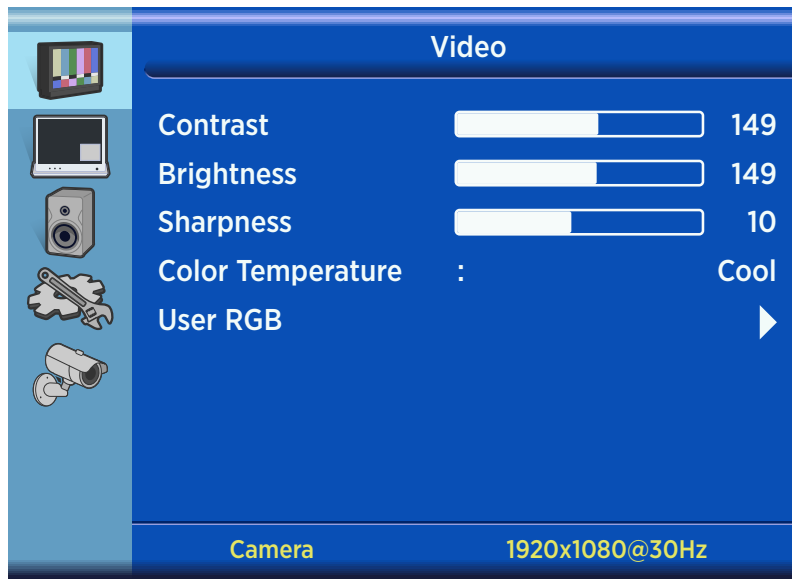 Video
Contrast 149
Brightness 149
Sharpness 10
Color Temperature : Cool
User RGB
Camera 1920x1080@30Hz